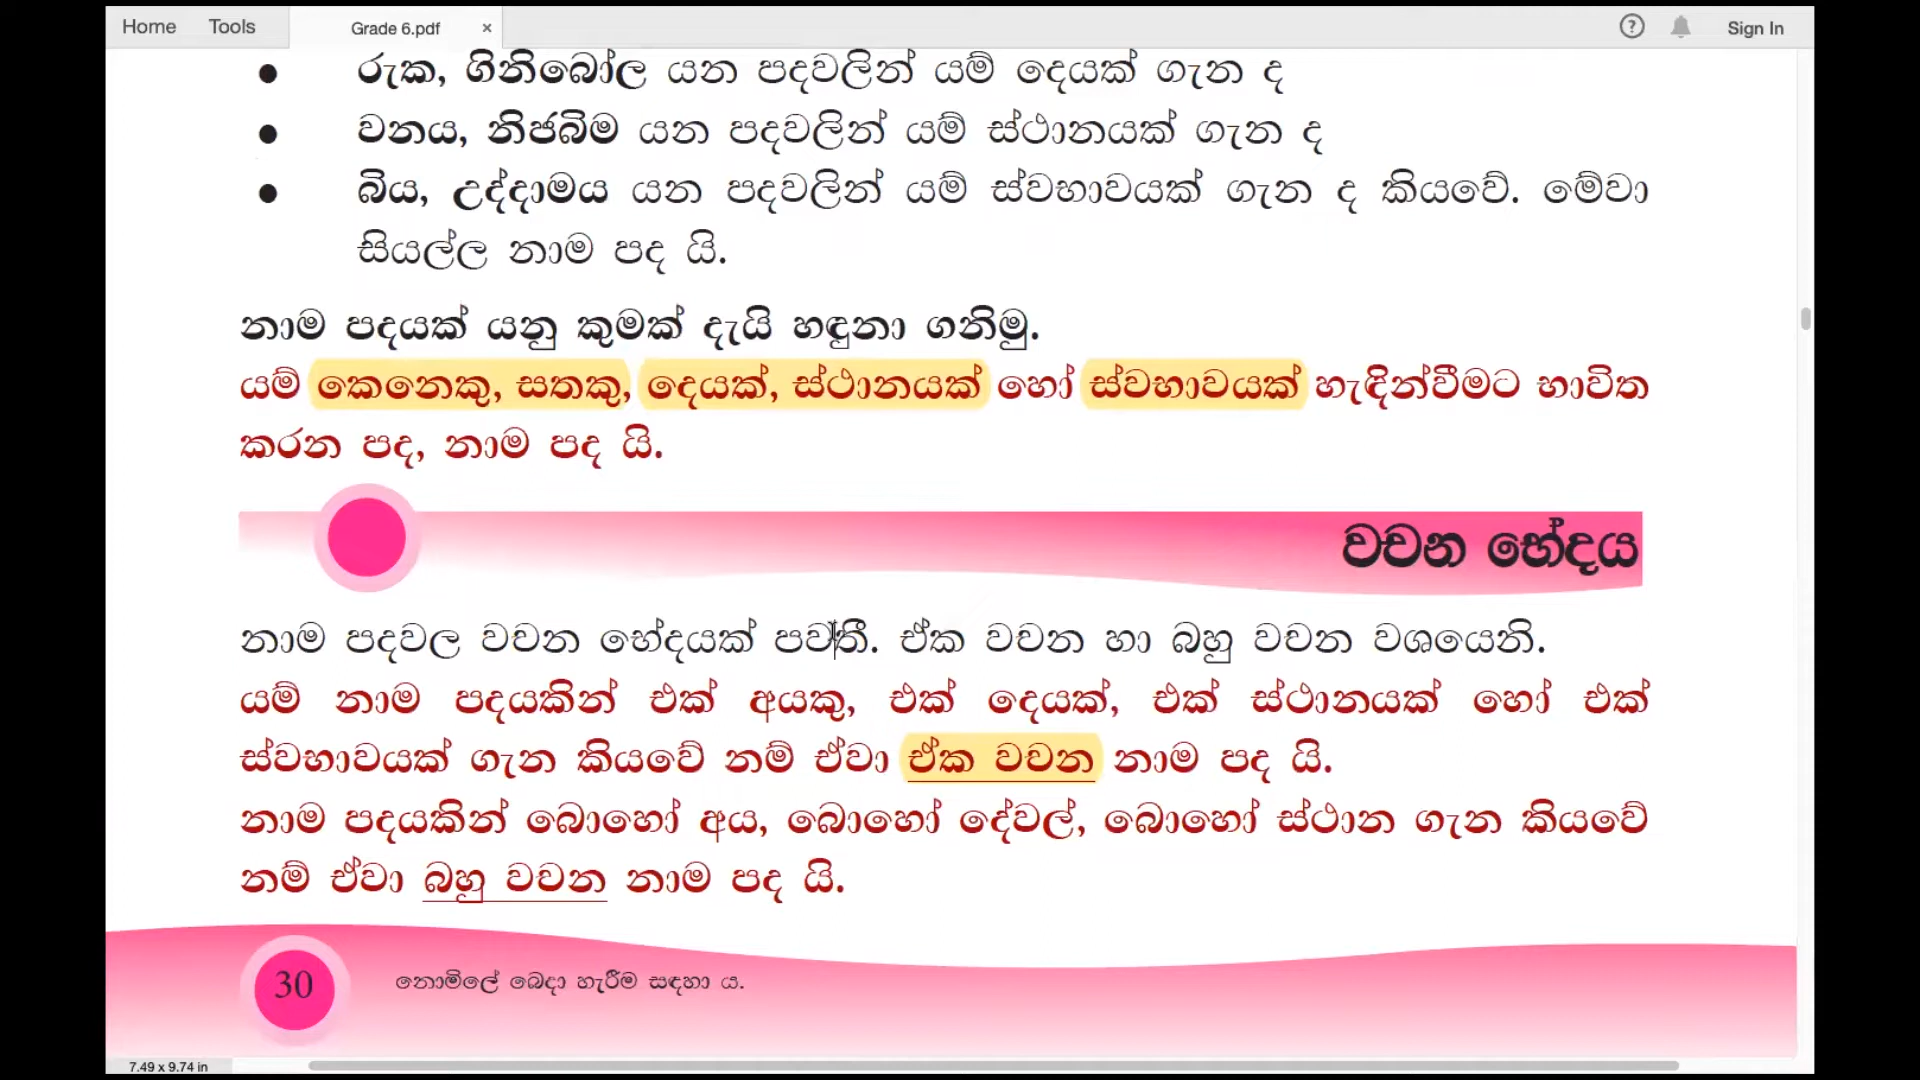 Home Tools Grade 6.pdf × ? Sign In
● රුක, ගිනිබෝල යන පදවලින් යම් දෙයක් ගැන ද
● වනය, නිජබිම යන පදවලින් යම් ස්ථානයක් ගැන ද
● බිය, උද්දාමය යන පදවලින් යම් ස්වභාවයක් ගැන ද කියවේ. මේවා
සියල්ල නාම පද යි.
නාම පදයක් යනු කුමක් දැයි හඳුනා ගනිමු.
යම් කෙනෙකු, සතකු, දෙයක්, ස්ථානයක් හෝ ස්වභාවයක් හැඳින්වීමට භාවිත
කරන පද, නාම පද යි.
වචන භේදය
නාම පදවල වචන භේදයක් පවතී. ඒක වචන හා බහු වචන වශයෙනි.
යම් නාම පදයකින් එක් අයකු, එක් දෙයක්, එක් ස්ථානයක් හෝ එක්
ස්වභාවයක් ගැන කියවේ නම් ඒවා ඒක වචන නාම පද යි.
නාම පදයකින් බොහෝ අය, බොහෝ දේවල්, බොහෝ ස්ථාන ගැන කියවේ
නම් ඒවා බහු වචන නාම පද යි.
30 නොමිලේ බෙදා හැරීම සඳහා ය.
7.49 x 9.74 in